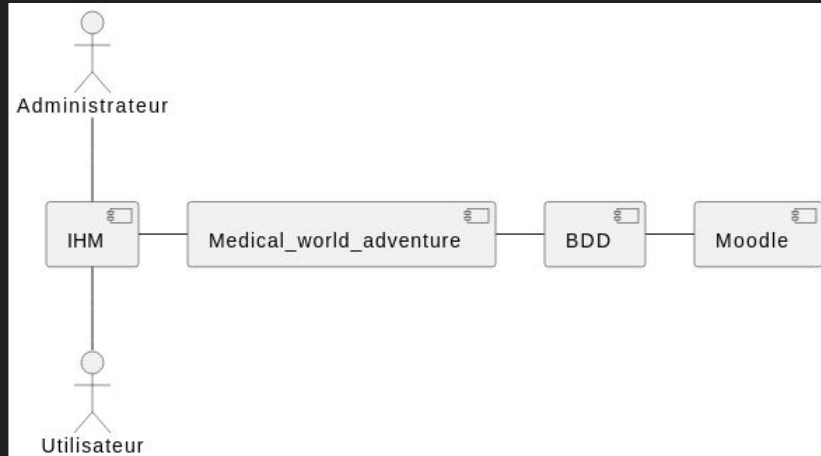 Administrateur
IHM
Medical_world_adventure
BDD
Moodle
Utilisateur